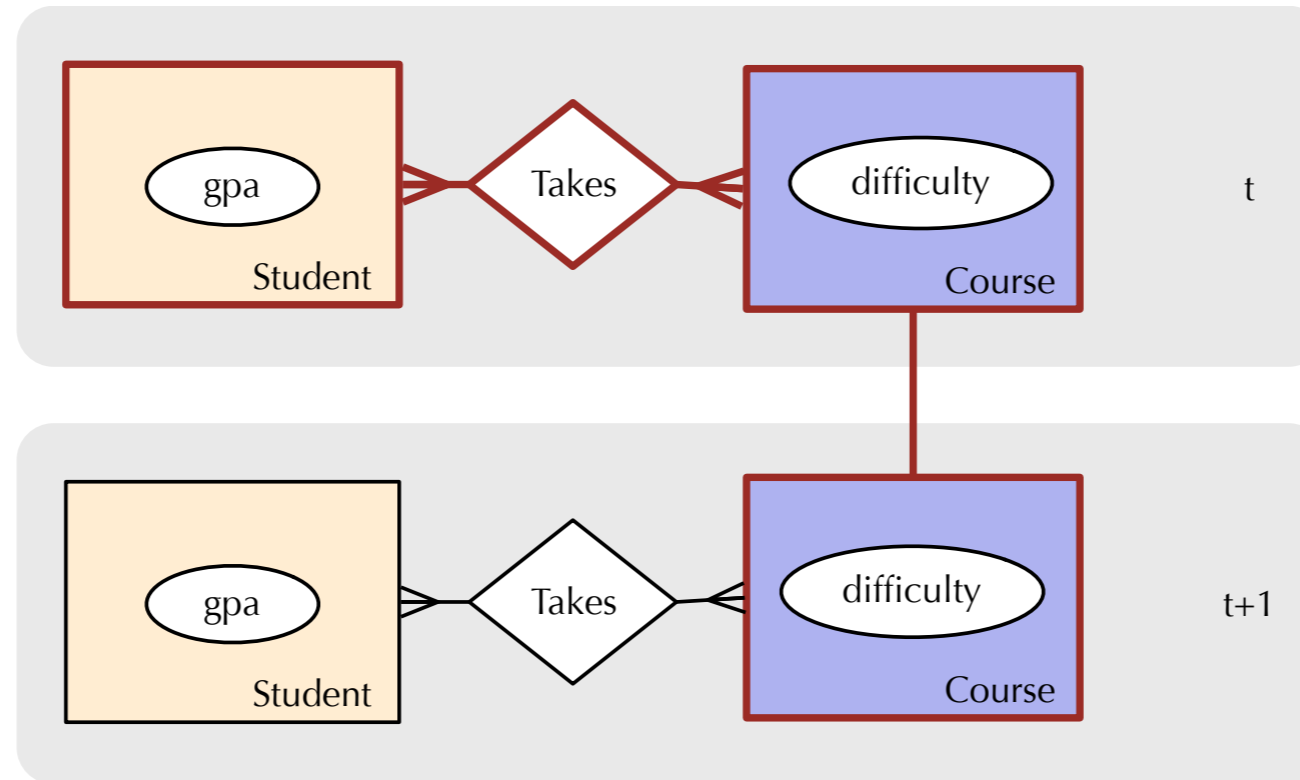 gpa
Takes
difficulty
t
Student
Course
gpa
Takes
difficulty
t+1
Student
Course